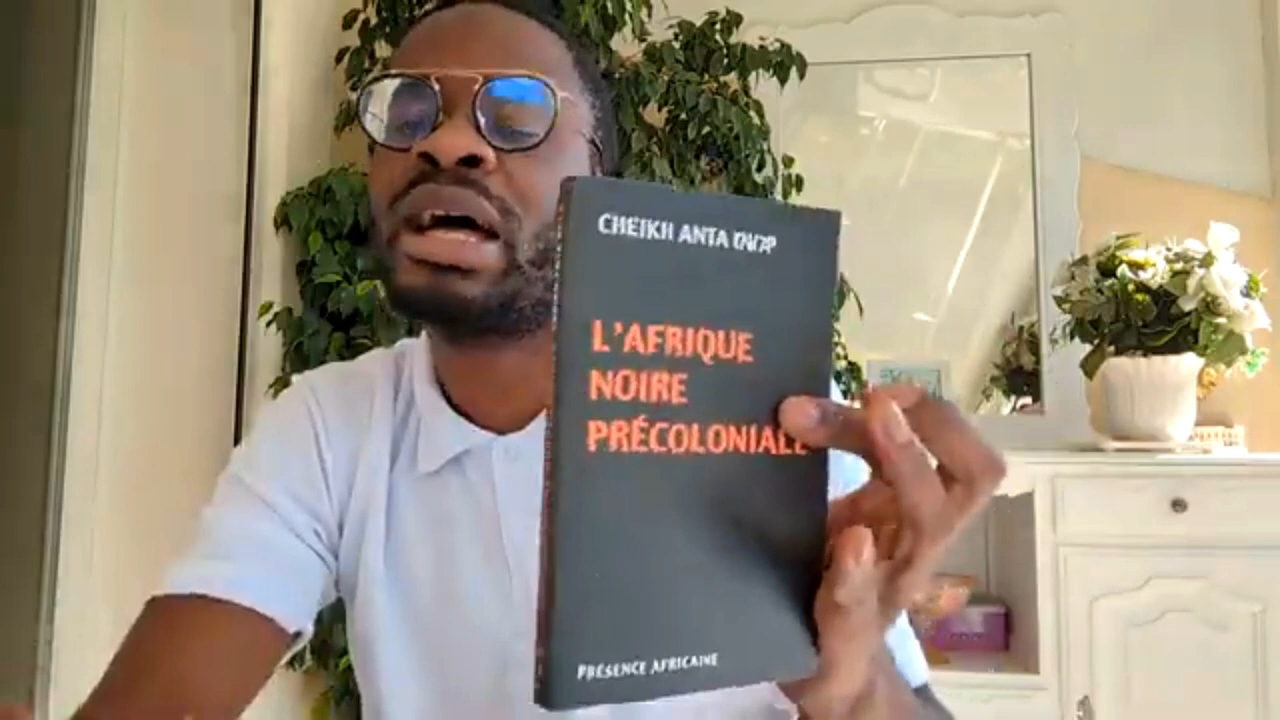 CHEIKH ANTA DIOP
L'AFRIQUE
NOIRE
PRÉCOLONIALE
PRÉSENCE AFRICAINE